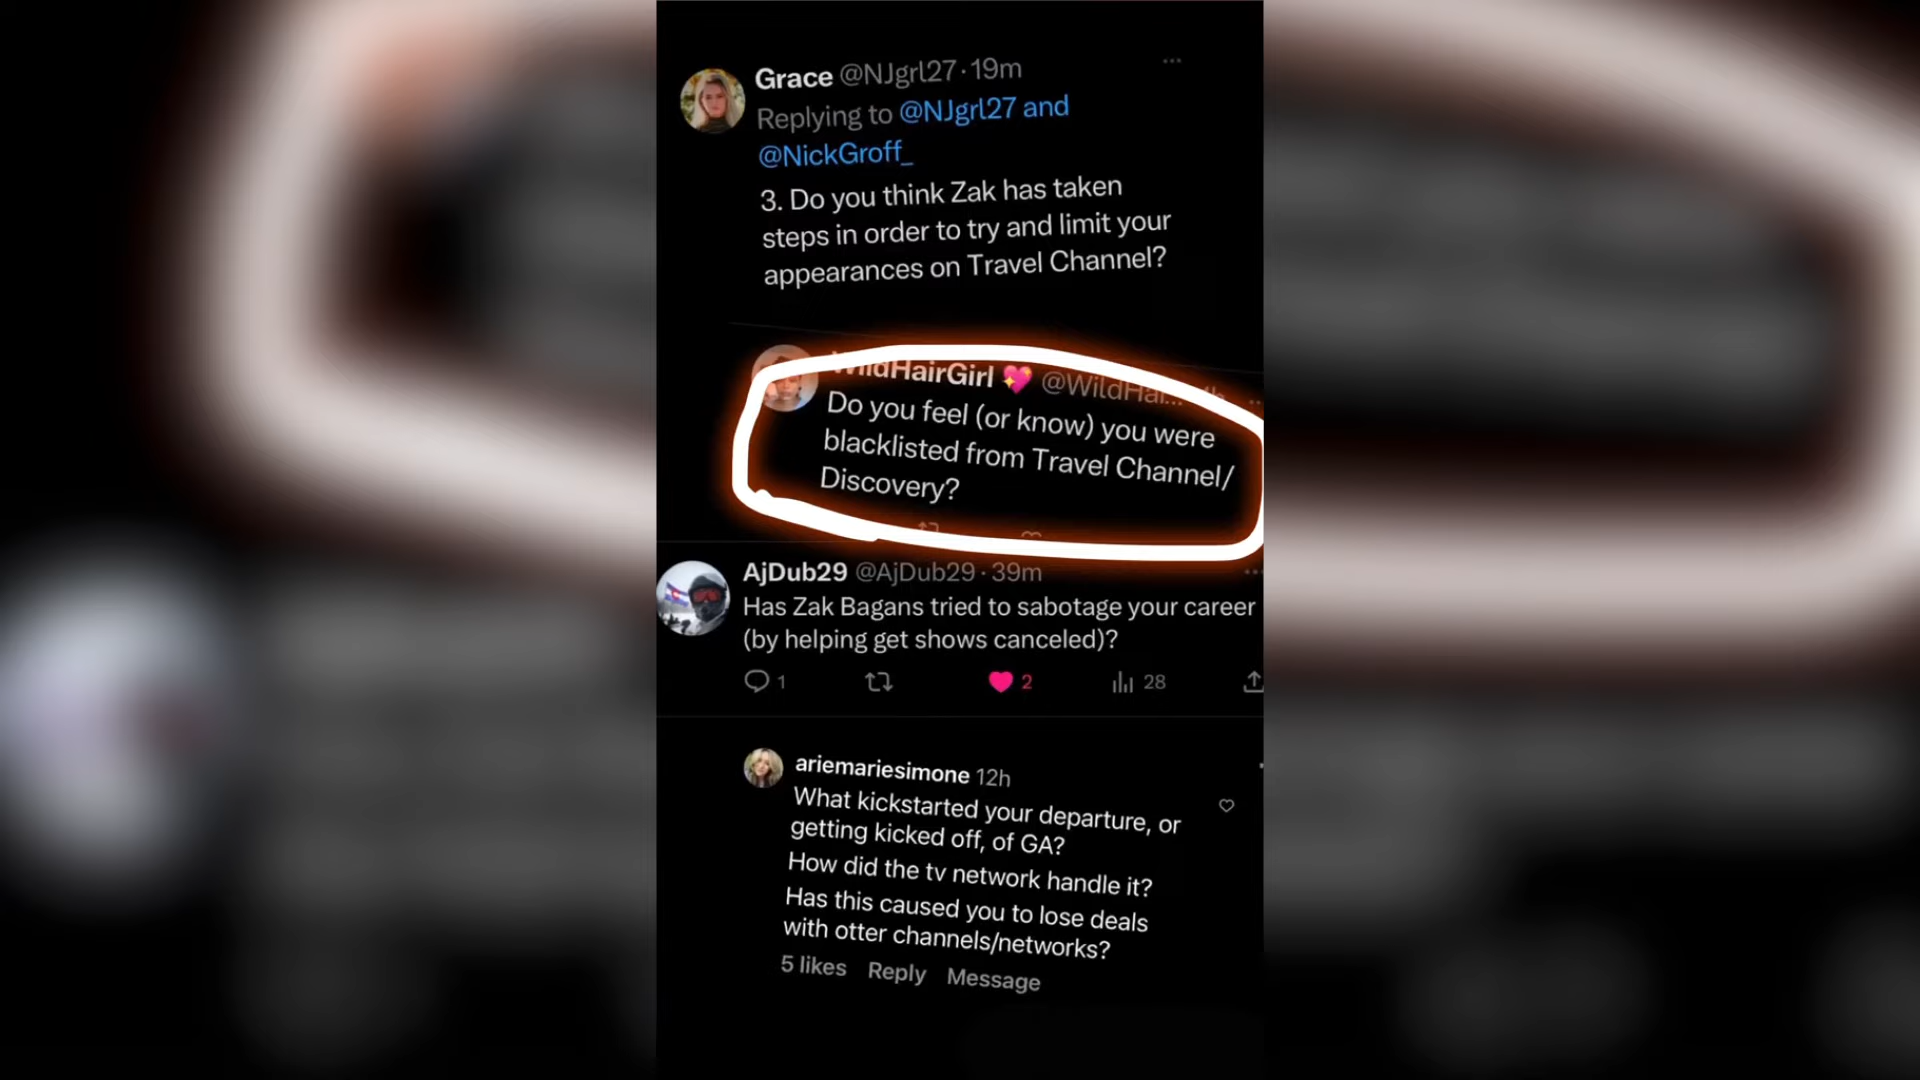 Grace @NJgrl27 · 19m
Replying to @NJgrl27 and
@NickGroff_
3. Do you think Zak has taken
steps in order to try and limit your
appearances on Travel Channel?
WildHairGirl 💖 @WildHai...
Do you feel (or know) you were
blacklisted from Travel Channel/
Discovery?
AjDub29 @AjDub29 · 39m
Has Zak Bagans tried to sabotage your career
(by helping get shows canceled)?
1 2 28
ariemariesimone 12h
What kickstarted your departure, or
getting kicked off, of GA?
How did the tv network handle it?
Has this caused you to lose deals
with otter channels/networks?
5 likes Reply Message